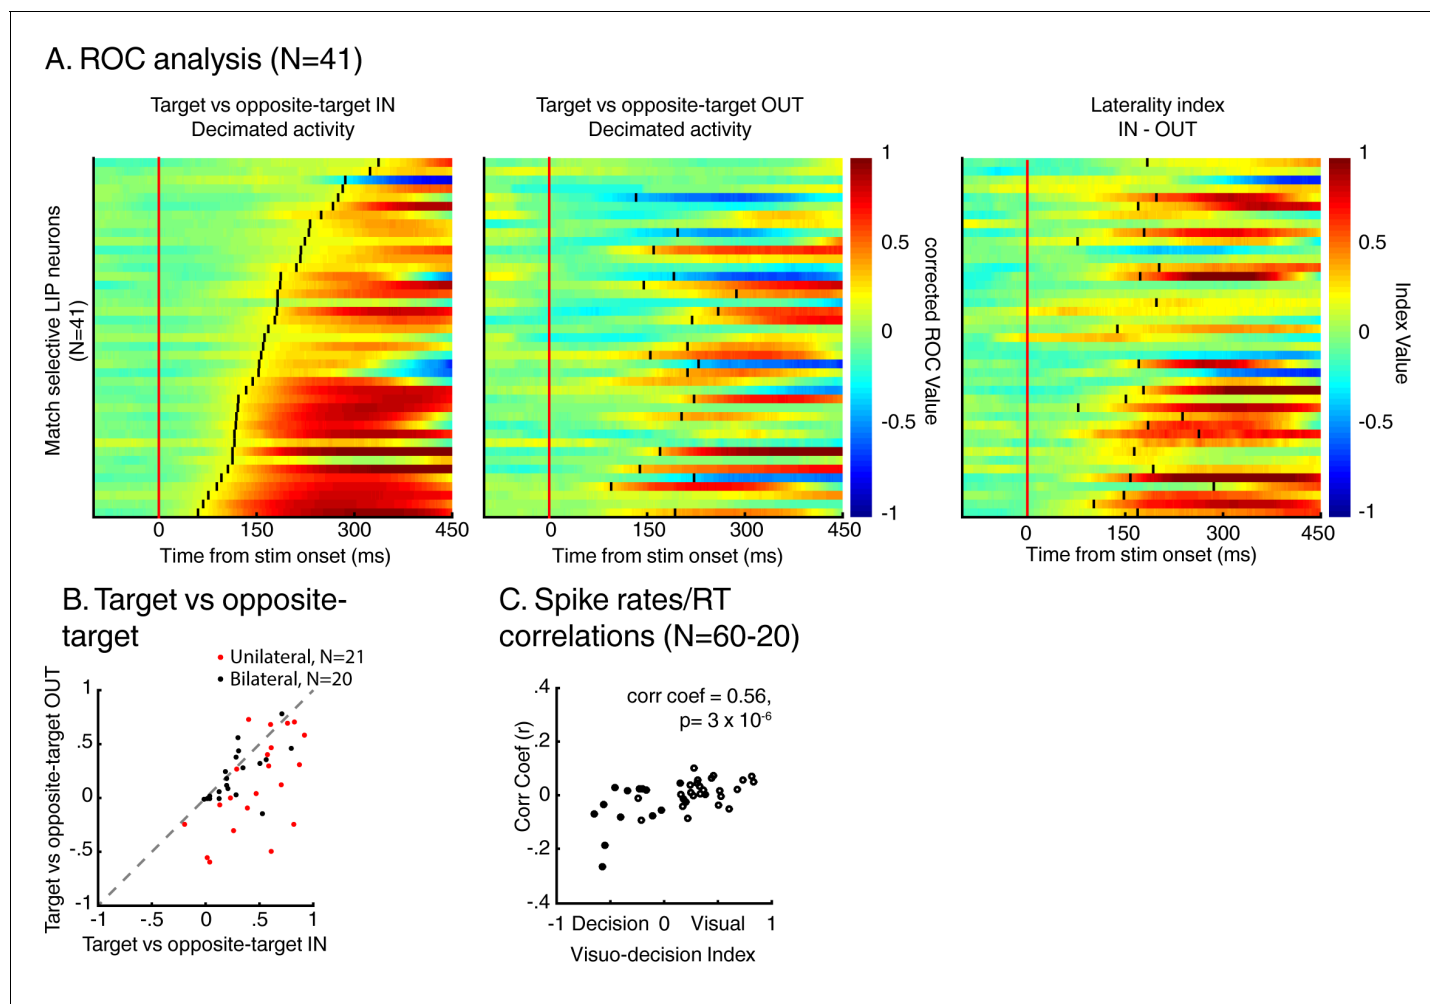 A. ROC analysis (N=41)
Target vs opposite-target IN
Decimated activity
Target vs opposite-target OUT
Decimated activity
Laterality index
IN - OUT
Match selective LIP neurons
(N=41)
0 150 300 450
Time from stim onset (ms)
0 150 300 450
Time from stim onset (ms)
1
0.5
0
-0.5
-1
corrected ROC Value
0 150 300 450
Time from stim onset (ms)
1
0.5
0
-0.5
-1
Index Value
B. Target vs opposite-
target
Unilateral, N=21
Bilateral, N=20
Target vs opposite-target OUT
1
.5
0
-.5
-1
-1 -.5 0 .5 1
Target vs opposite-target IN
C. Spike rates/RT
correlations (N=60-20)
corr coef = 0.56,
p= 3 x 10-6
Corr Coef (r)
.4
.2
0
-.2
-.4
-1 Decision 0 Visual 1
Visuo-decision Index